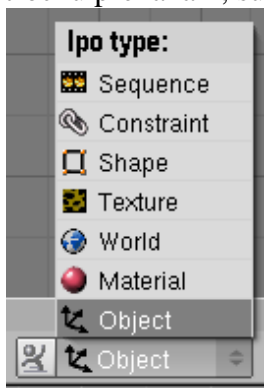 Ipo type:
Sequence
Constraint
Shape
Texture
World
Material
Object
Object